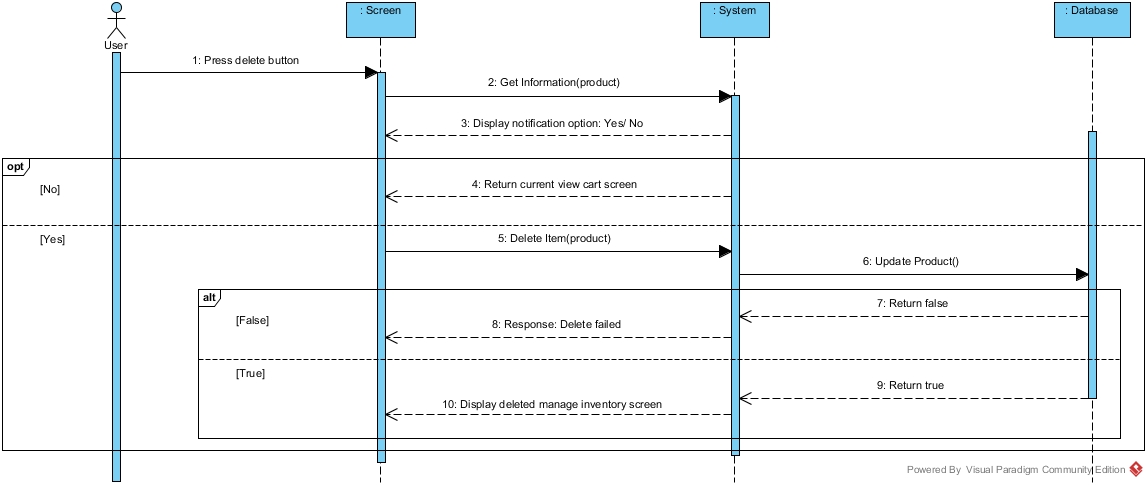 : Screen
: System
: Database
User
1: Press delete button
2: Get Information(product)
3: Display notification option: Yes/ No
opt
[No]
4: Return current view cart screen
[Yes]
5: Delete Item(product)
6: Update Product()
alt
7: Return false
[False]
8: Response: Delete failed
[True]
9: Return true
10: Display deleted manage inventory screen
Powered By Visual Paradigm Community Edition